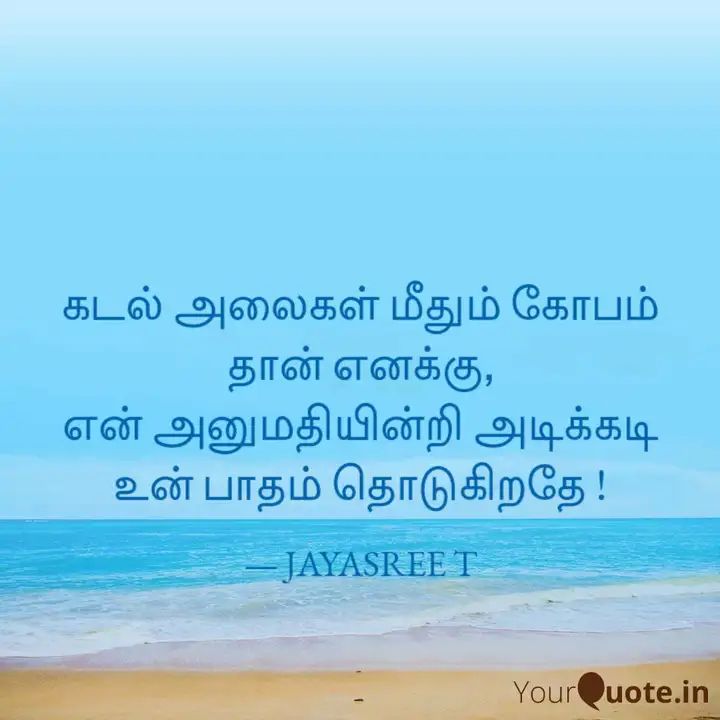 கடல் அலைகள் மீதும் கோபம்
தான் எனக்கு,
என் அனுமதியின்றி அடிக்கடி
உன் பாதம் தொடுகிறதே !
— JAYASREE T
YourQuote.in